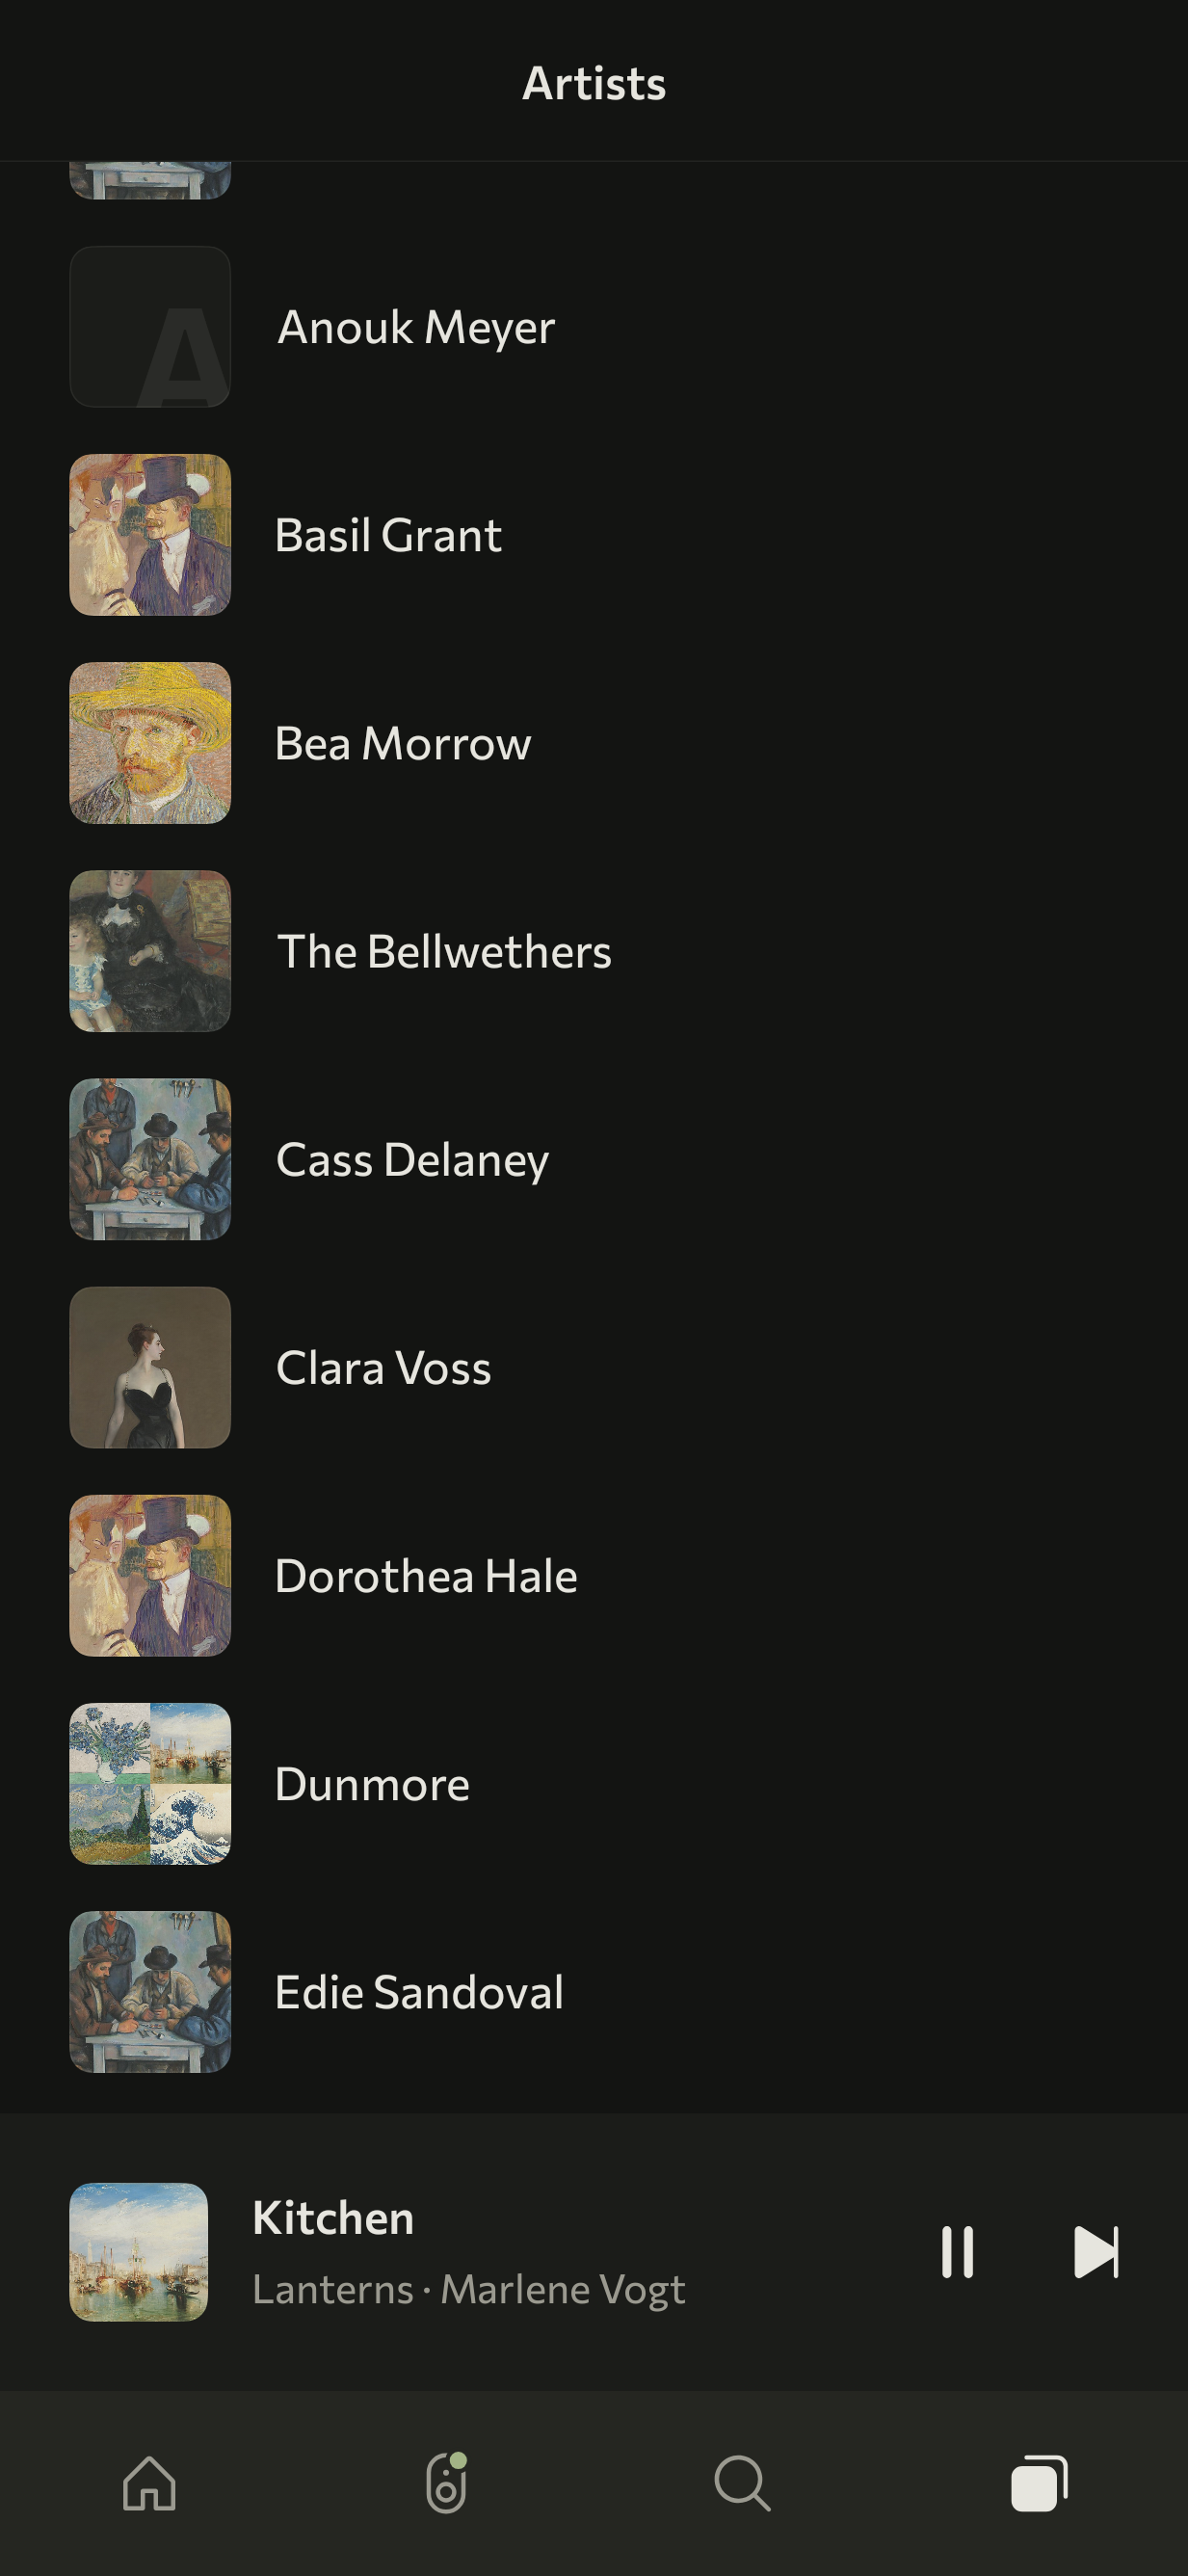 Artists
A
Anouk Meyer
Basil Grant
Bea Morrow
The Bellwethers
Cass Delaney
Clara Voss
Dorothea Hale
Dunmore
Edie Sandoval
Kitchen
Lanterns · Marlene Vogt